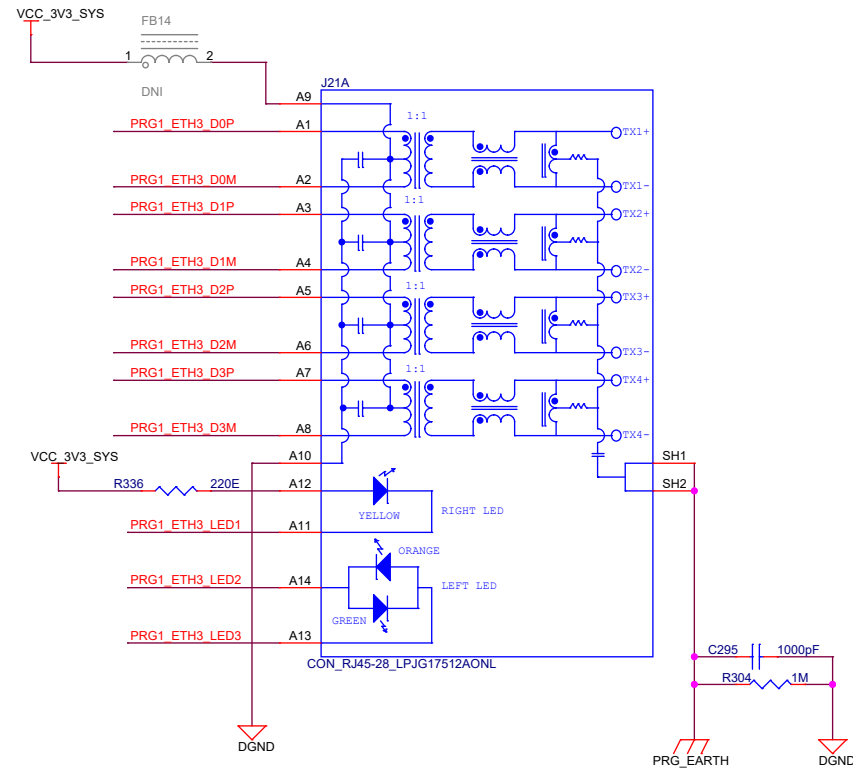 VCC_3V3_SYS
FB14
1 2
DNI
J21A
A9
1:1
PRG1_ETH3_D0P A1 TX1+
PRG1_ETH3_D0M A2 TX1-
1:1
PRG1_ETH3_D1P A3 TX2+
PRG1_ETH3_D1M A4 TX2-
1:1
PRG1_ETH3_D2P A5 TX3+
PRG1_ETH3_D2M A6 TX3-
1:1
PRG1_ETH3_D3P A7 TX4+
PRG1_ETH3_D3M A8 TX4-
VCC_3V3_SYS A10 SH1
R336 220E A12 SH2
YELLOW RIGHT LED
PRG1_ETH3_LED1 A11
ORANGE
PRG1_ETH3_LED2 A14 LEFT LED
GREEN
PRG1_ETH3_LED3 A13
CON_RJ45-28_LPJG17512AONL
C295 1000pF
R304 1M
DGND
PRG_EARTH DGND